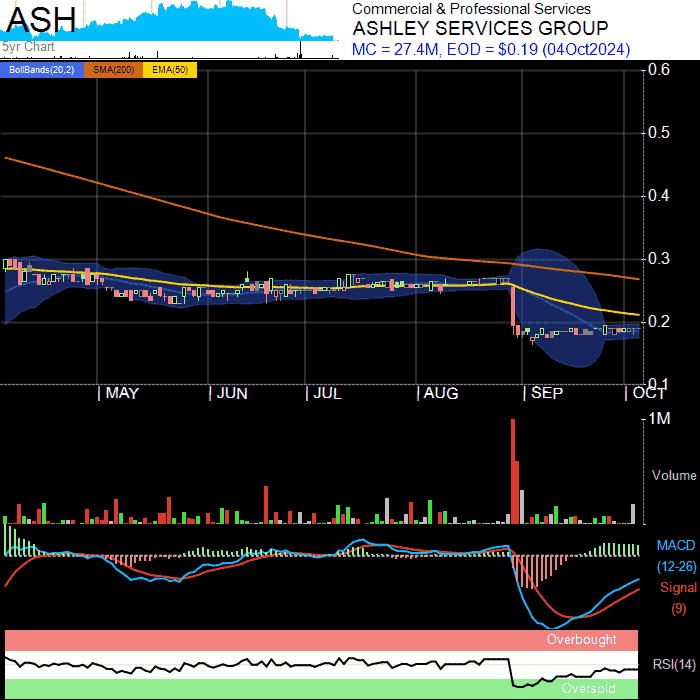 ASH
5yr Chart
Commercial & Professional Services
ASHLEY SERVICES GROUP
MC = 27.4M, EOD = $0.19 (04Oct2024)
BollBands(20,2) SMA(200) EMA(50)
0.6
0.5
0.4
0.3
0.2
0.1
MAY JUN JUL AUG SEP OCT
1M
Volume
MACD
(12-26)
Signal
(9)
Overbought
RSI(14)
Oversold